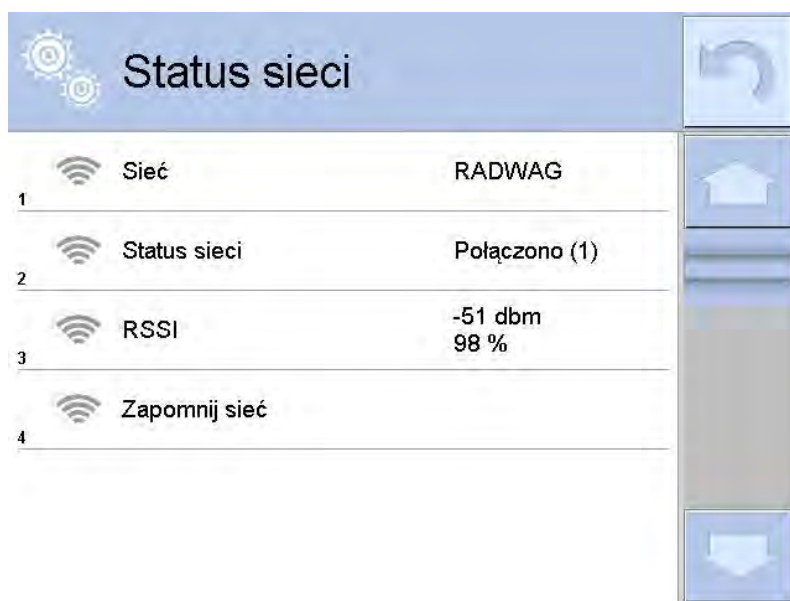 Status sieci
1 Sieć RADWAG
2 Status sieci Połączono (1)
3 RSSI -51 dbm
98 %
4 Zapomnij sieć